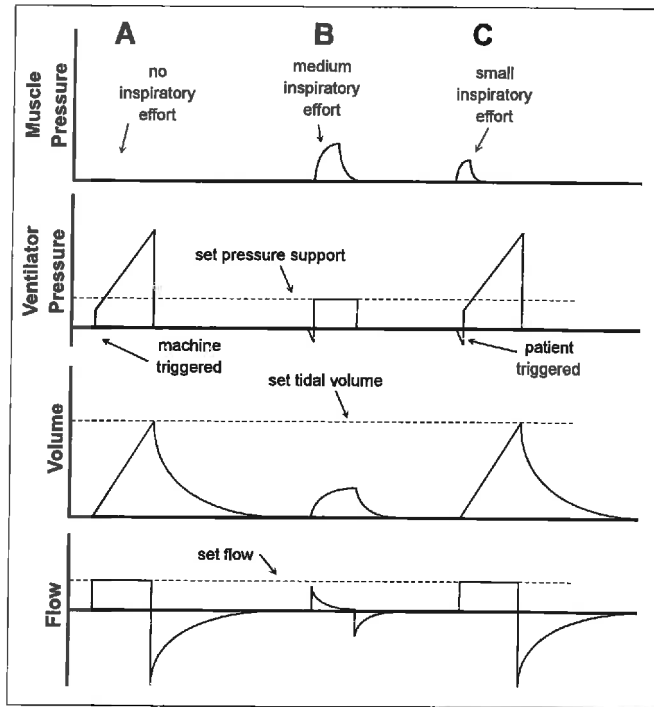 A
B
C
Muscle
Pressure
no
inspiratory
effort
medium
inspiratory
effort
small
inspiratory
effort
Ventilator
Pressure
set pressure support
machine
triggered
patient
triggered
Volume
set tidal volume
Flow
set flow